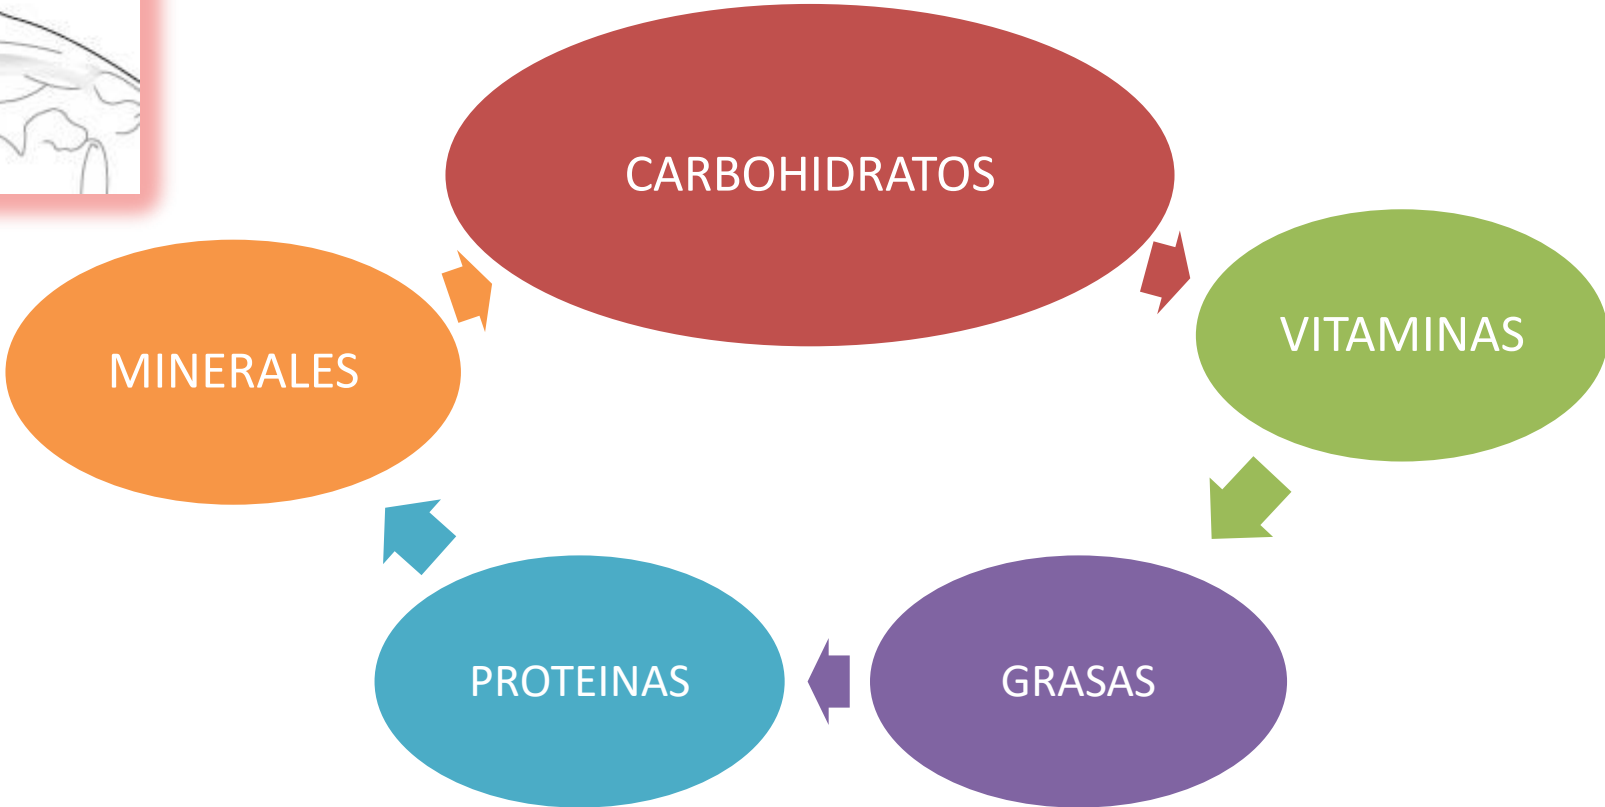 CARBOHIDRATOS
VITAMINAS
GRASAS
PROTEINAS
MINERALES